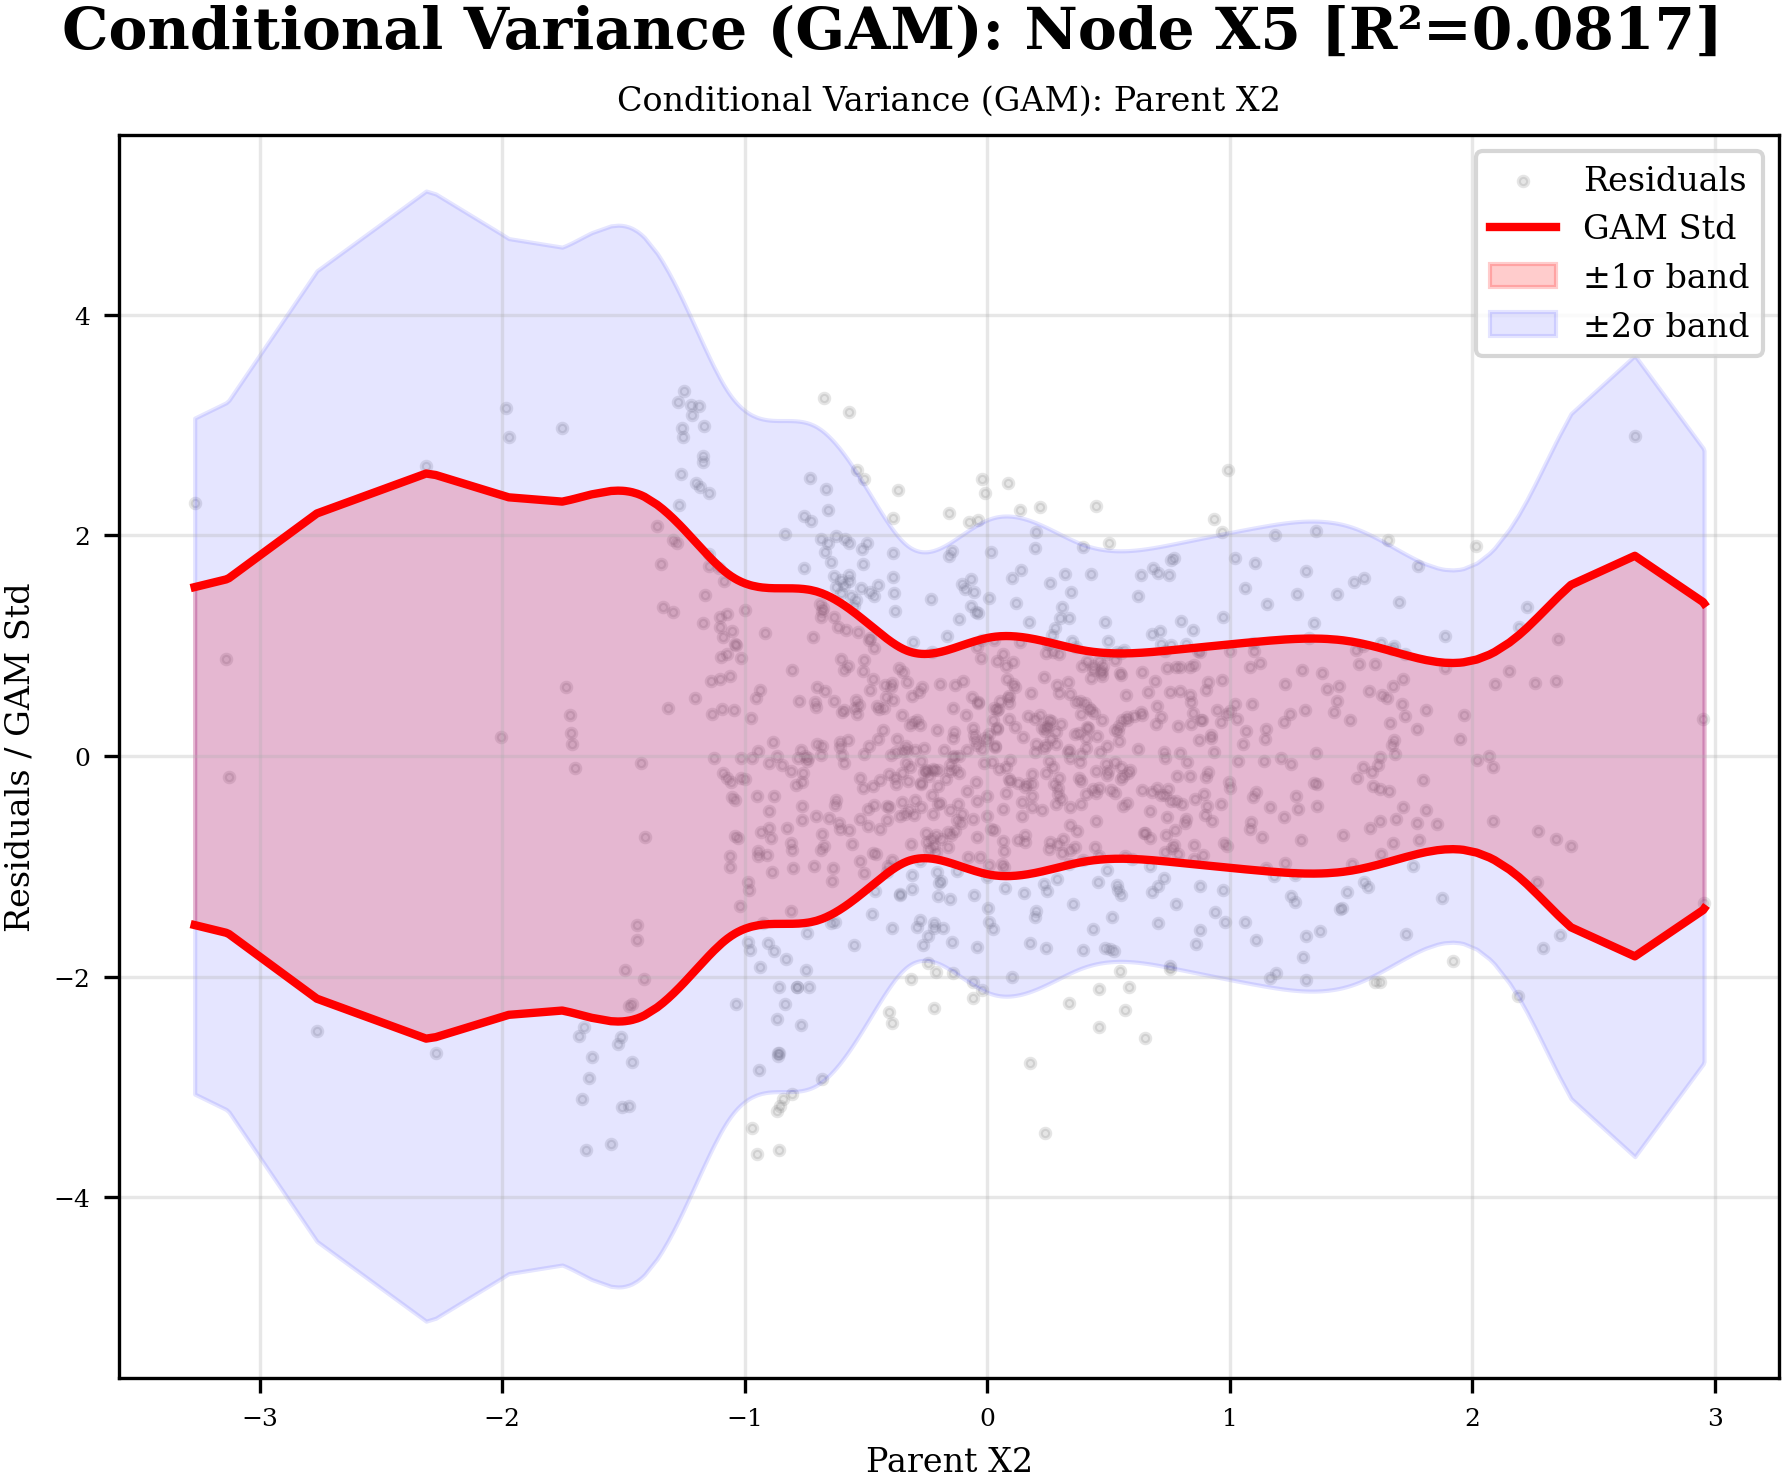 Conditional Variance (GAM): Node X5 [R²=0.0817]
Conditional Variance (GAM): Parent X2
Residuals
GAM Std
±1σ band
±2σ band
Residuals / GAM Std
4
2
0
−2
−4
−3
−2
−1
0
1
2
3
Parent X2